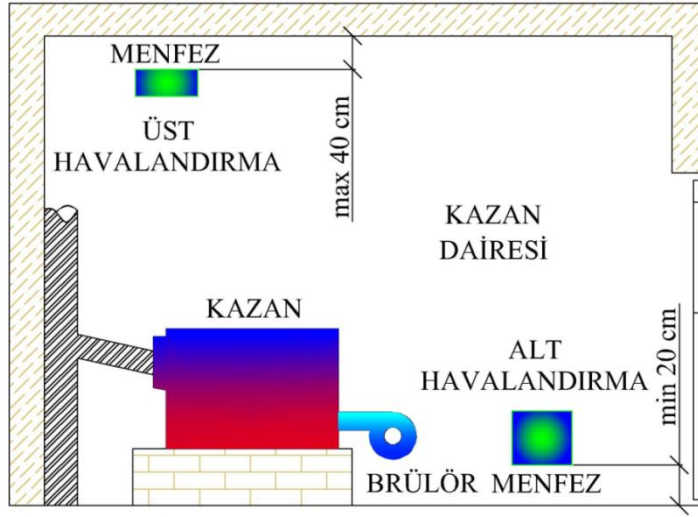 MENFEZ
ÜST
HAVALANDIRMA
max 40 cm
KAZAN
DAİRESİ
KAZAN
ALT
HAVALANDIRMA
min 20 cm
BRÜLÖR
MENFEZ